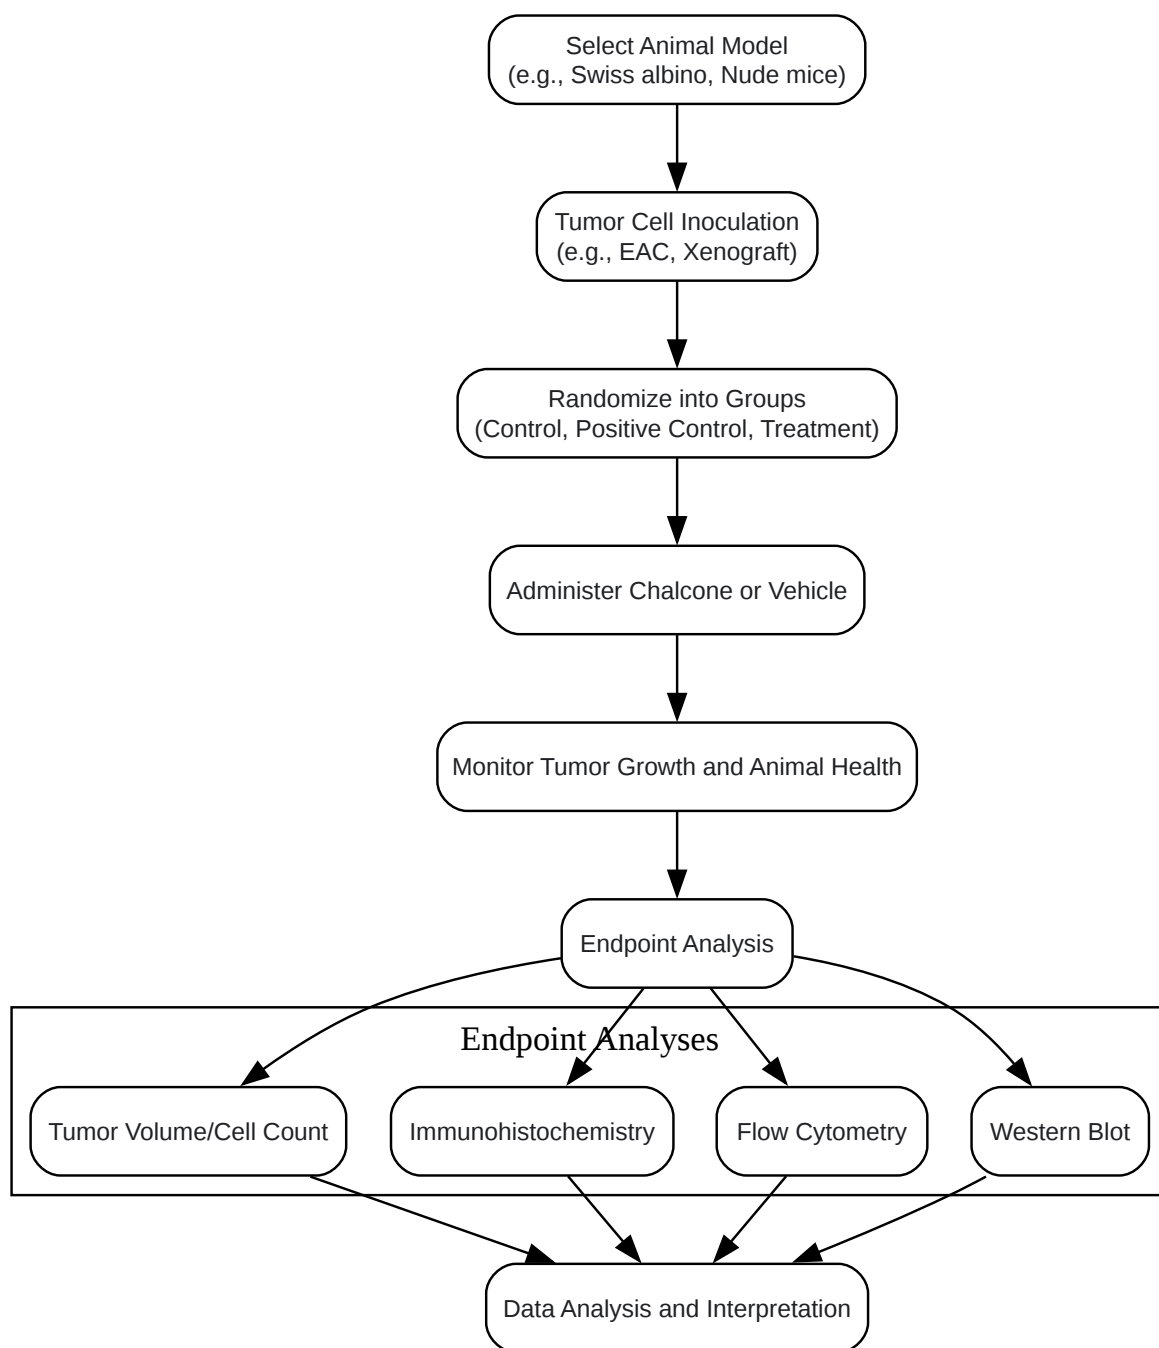 Select Animal Model
(e.g., Swiss albino, Nude mice)
Tumor Cell Inoculation
(e.g., EAC, Xenograft)
Randomize into Groups
(Control, Positive Control, Treatment)
Administer Chalcone or Vehicle
Monitor Tumor Growth and Animal Health
Endpoint Analysis
Endpoint Analyses
Tumor Volume/Cell Count
Immunohistochemistry
Flow Cytometry
Western Blot
Data Analysis and Interpretation